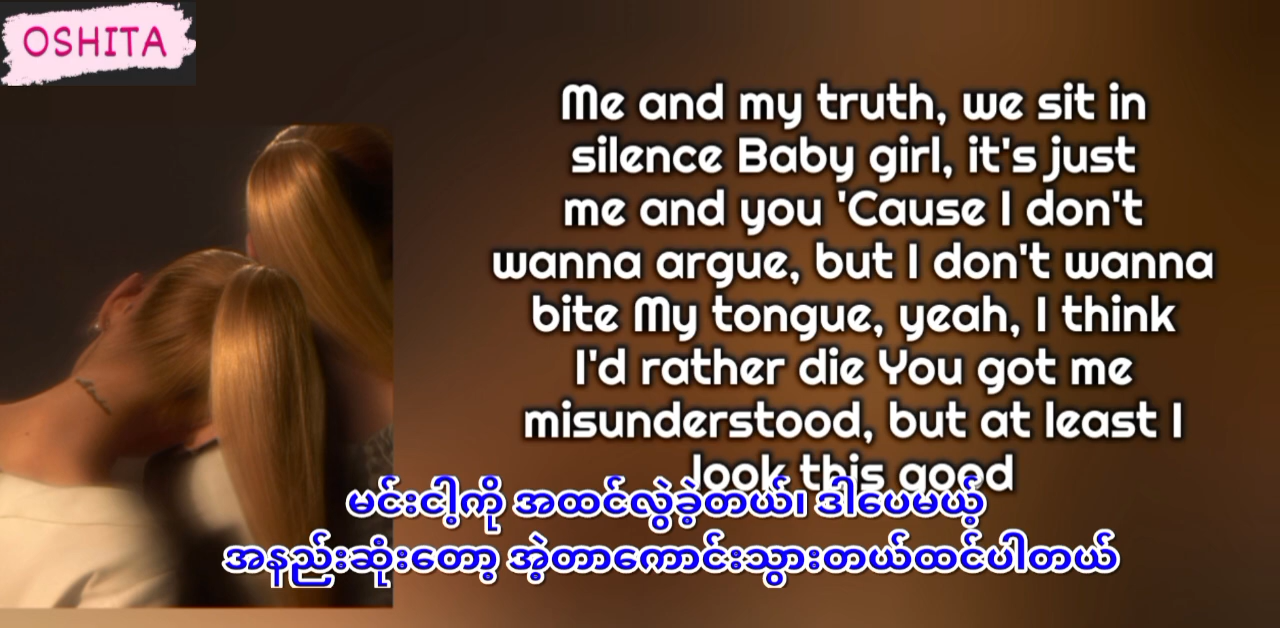 OSHITA
Me and my truth, we sit in
silence Baby girl, it's just
me and you 'Cause I don't
wanna argue, but I don't wanna
bite My tongue, yeah, I think
I'd rather die You got me
misunderstood, but at least I
look this good
မင်းငါ့ကို အထင်လွဲခဲ့တယ်၊ ဒါပေမယ့်
အနည်းဆုံးတော့ အဲ့တာကောင်းသွားတယ်ထင်ပါတယ်